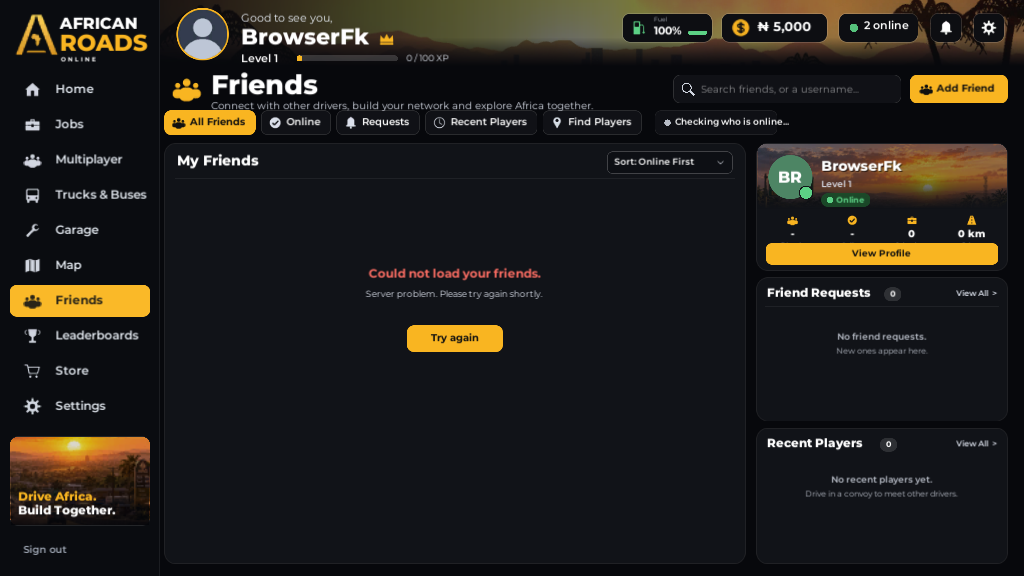 AFRICAN
ROADS
ONLINE
Home
Jobs
Multiplayer
Trucks & Buses
Garage
Map
Friends
Leaderboards
Store
Settings
Drive Africa.
Build Together.
Sign out
Good to see you,
BrowserFk
Level 1
0 / 100 XP
Fuel
100%
₦ 5,000
2 online
Friends
Connect with other drivers, build your network and explore Africa together.
Search friends, or a username...
Add Friend
All Friends
Online
Requests
Recent Players
Find Players
Checking who is online...
My Friends
Sort: Online First
Could not load your friends.
Server problem. Please try again shortly.
Try again
BR
BrowserFk
Level 1
Online
-
-
0
0 km
View Profile
Friend Requests
0
View All >
No friend requests.
New ones appear here.
Recent Players
0
View All >
No recent players yet.
Drive in a convoy to meet other drivers.